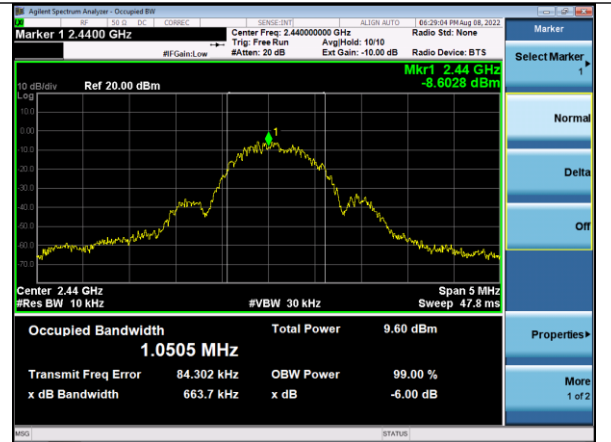 Agilent Spectrum Analyzer - Occupied BW
RF 50 Ω DC CORREC SENSE:INT ALIGN AUTO 06:29:04 PM Aug 08, 2022
Marker 1 2.4400 GHz
Center Freq: 2.440000000 GHz
Radio Std: None
Trig: Free Run
Avg|Hold: 10/10
#IFGain:Low
#Atten: 20 dB
Ext Gain: -10.00 dB
Radio Device: BTS
Mkr1 2.44 GHz
-8.6028 dBm
10 dB/div
Ref 20.00 dBm
Log
10.0
0.00
-10.0
-20.0
-30.0
-40.0
-50.0
-60.0
-70.0
1
Center 2.44 GHz
Span 5 MHz
#Res BW 10 kHz
#VBW 30 kHz
Sweep 47.8 ms
Occupied Bandwidth
Total Power 9.60 dBm
1.0505 MHz
Transmit Freq Error 84.302 kHz
OBW Power 99.00 %
x dB Bandwidth 663.7 kHz
x dB -6.00 dB
MSG
STATUS
Marker
Select Marker
1
Normal
Delta
Off
Properties
More
1 of 2